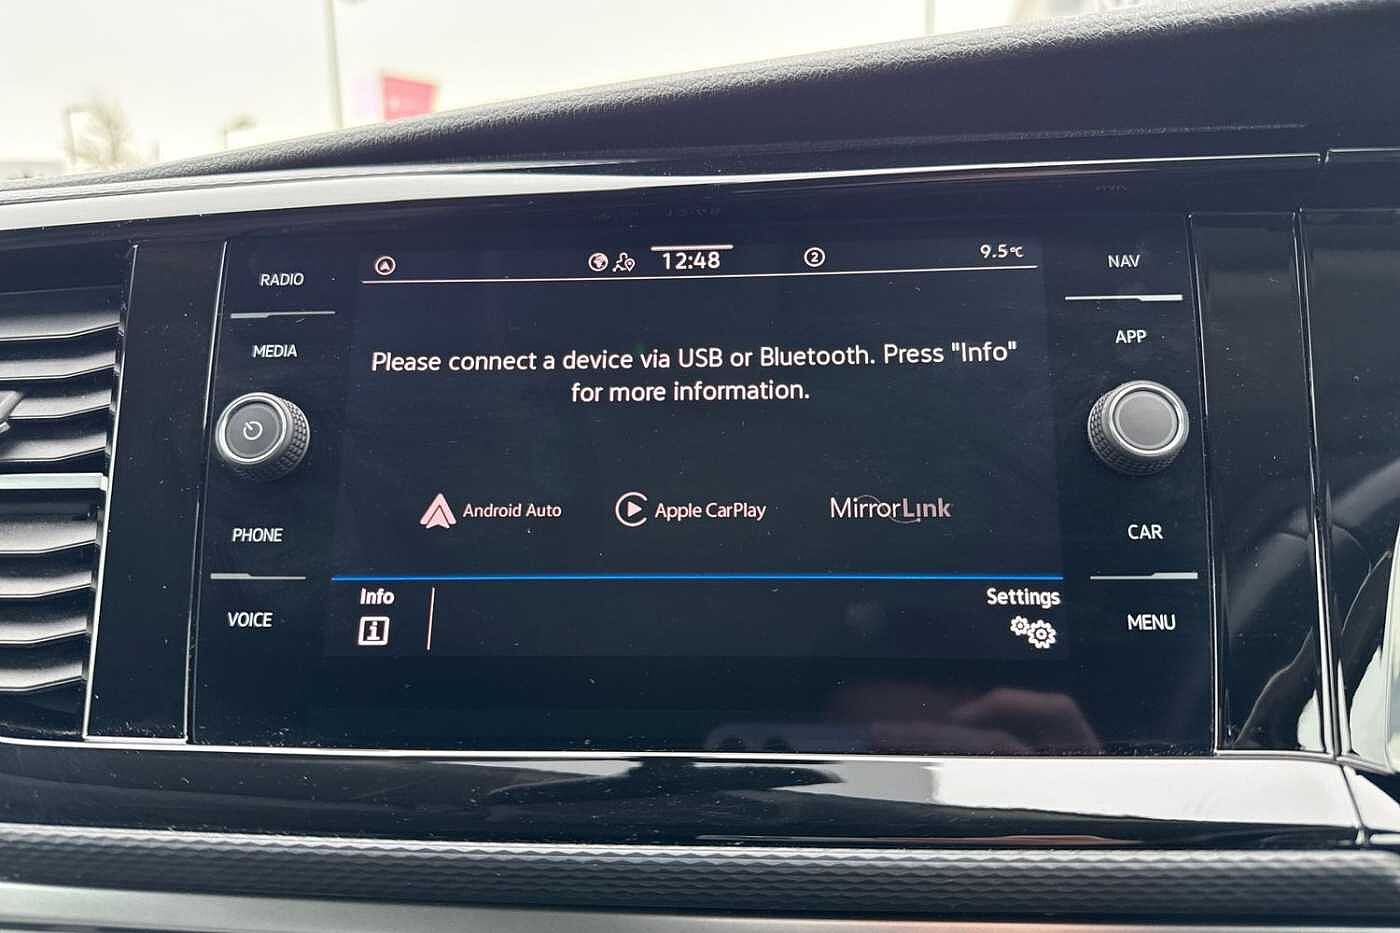 RADIO
MEDIA
PHONE
VOICE
12:48
2
9.5°C
Please connect a device via USB or Bluetooth. Press "Info"
for more information.
Android Auto
Apple CarPlay
MirrorLink
Info
Settings
NAV
APP
CAR
MENU